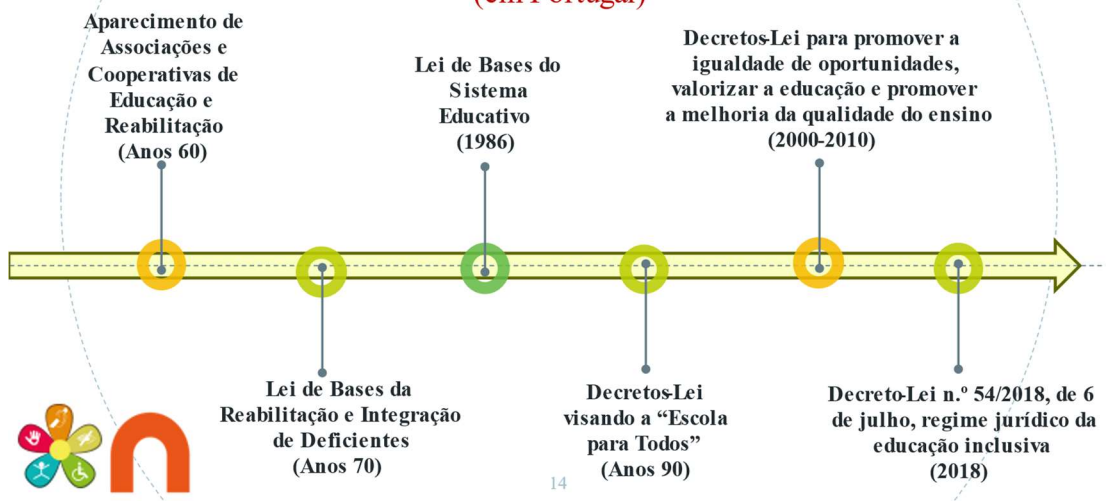 (em Portugal)
Aparecimento de
Associações e
Cooperativas de
Educação e
Reabilitação
(Anos 60)
Lei de Bases do
Sistema
Educativo
(1986)
Decretos-Lei para promover a
igualdade de oportunidades,
valorizar a educação e promover
a melhoria da qualidade do ensino
(2000-2010)
Lei de Bases da
Reabilitação e Integração
de Deficientes
(Anos 70)
Decretos-Lei
visando a “Escola
para Todos”
(Anos 90)
Decreto-Lei n.º 54/2018, de 6
de julho, regime jurídico da
educação inclusiva
(2018)
14